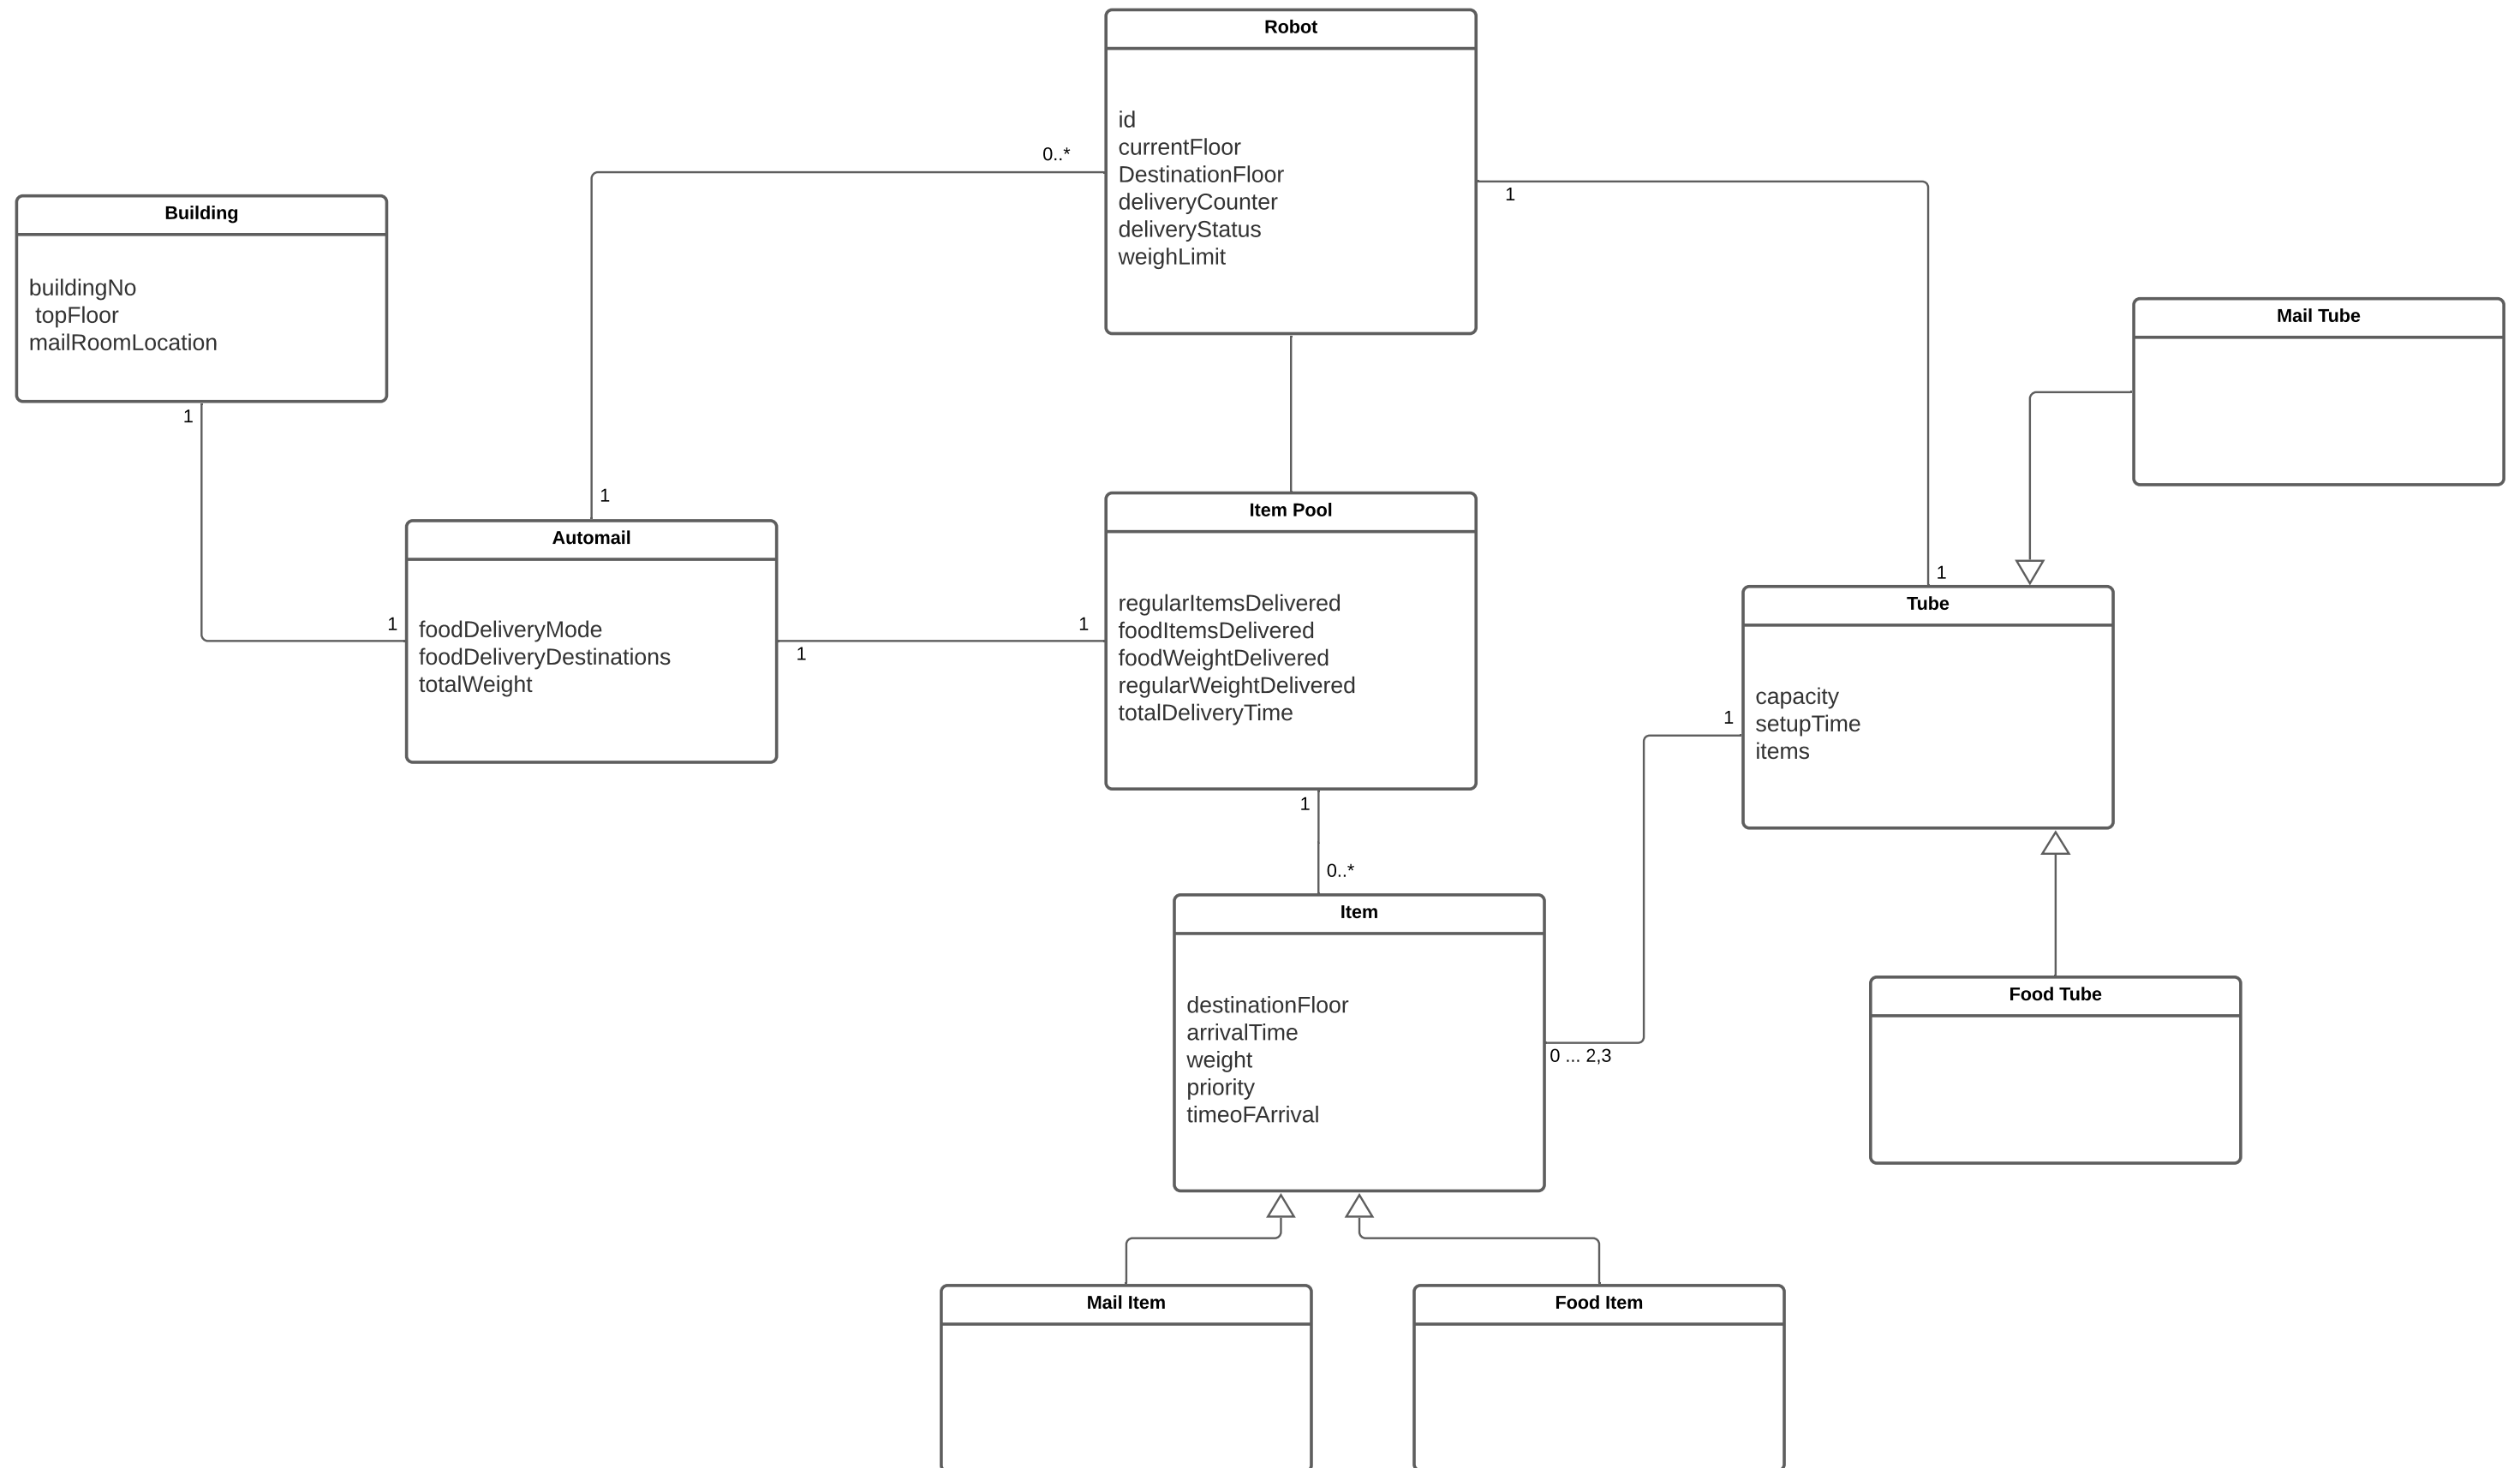 Robot
id
currentFloor
DestinationFloor
deliveryCounter
deliveryStatus
weighLimit
0..*
1
Building
buildingNo
topFloor
mailRoomLocation
1
Mail Tube
1
Automail
foodDeliveryMode
foodDeliveryDestinations
totalWeight
1
1
Item Pool
regularItemsDelivered
foodItemsDelivered
foodWeightDelivered
regularWeightDelivered
totalDeliveryTime
1
1
Tube
capacity
setupTime
items
1
1
1
0..*
Item
destinationFloor
arrivalTime
weight
priority
timeoFArrival
0 ... 2,3
Food Tube
Mail Item
Food Item